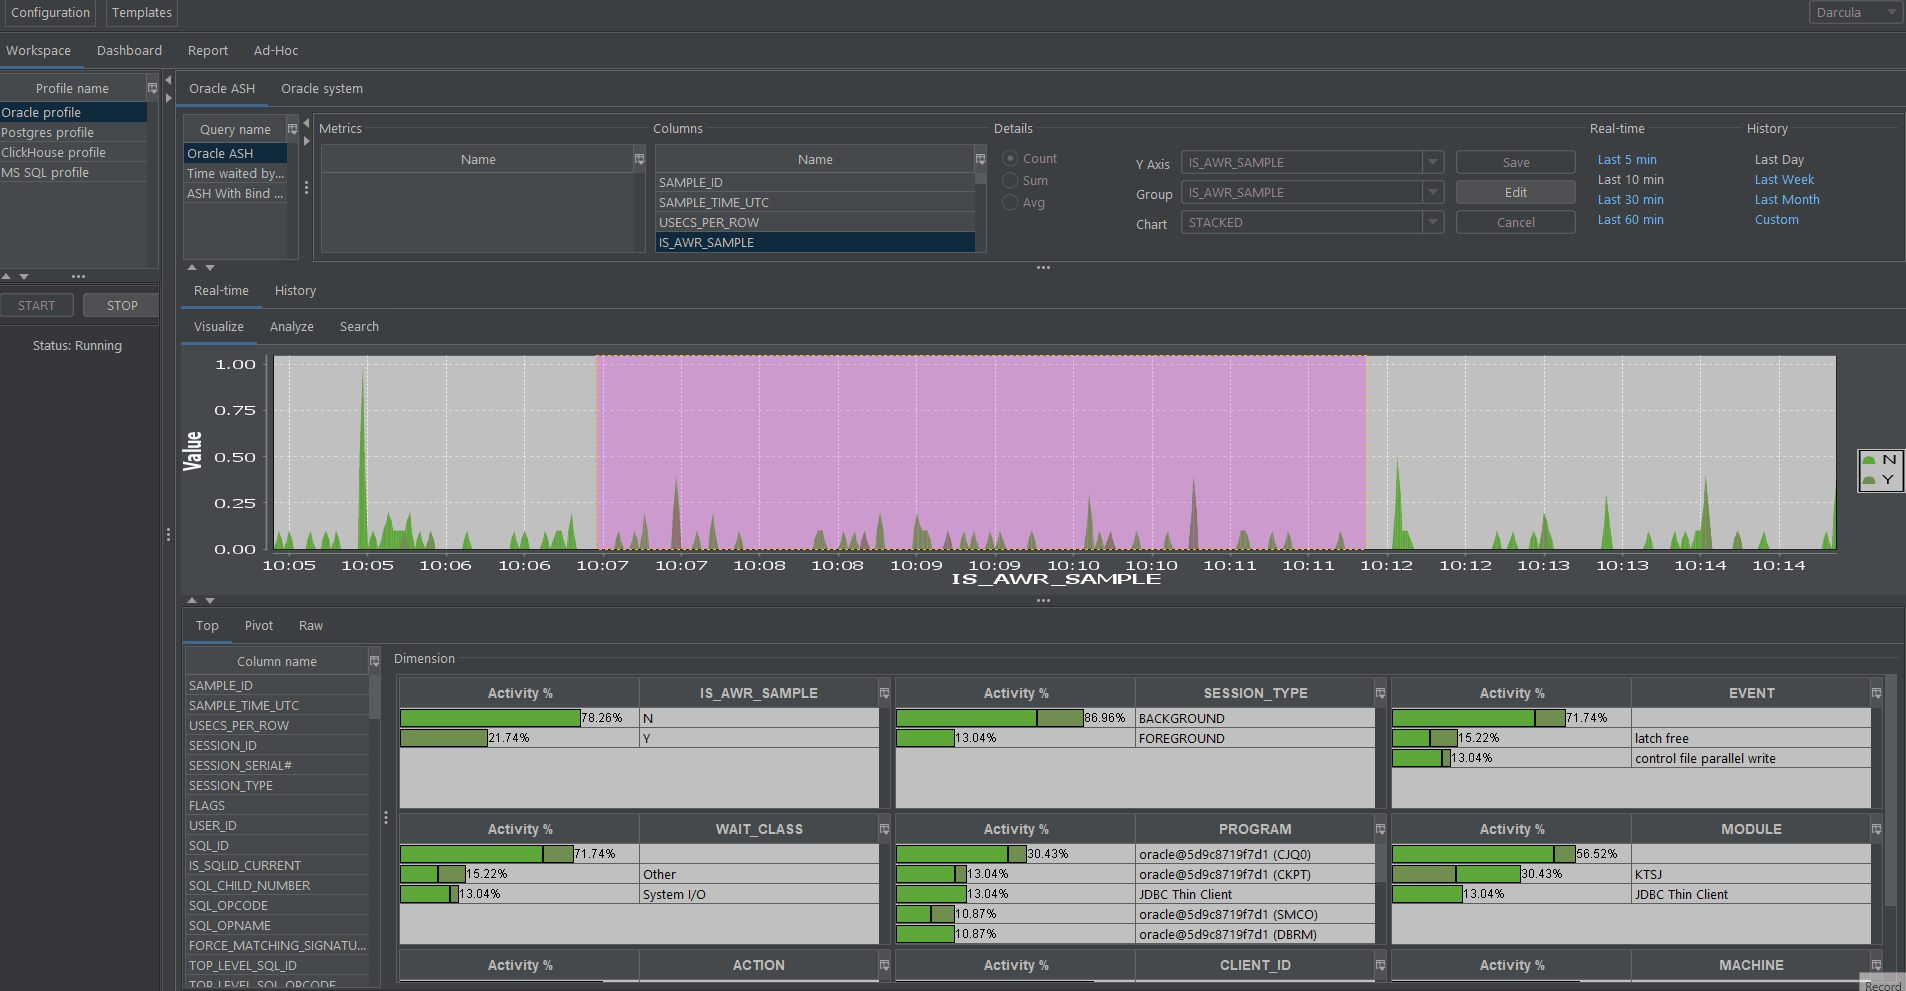 Configuration Templates Darcula
Workspace Dashboard Report Ad-Hoc
Profile name
Oracle profile
Postgres profile
ClickHouse profile
MS SQL profile
START STOP
Status: Running
Oracle ASH Oracle system
Query name
Oracle ASH
Time waited by...
ASH With Bind ...
Metrics
Name
Columns
Name
SAMPLE_ID
SAMPLE_TIME_UTC
USECS_PER_ROW
IS_AWR_SAMPLE
Details
Count
Sum
Avg
Y Axis IS_AWR_SAMPLE Save
Group IS_AWR_SAMPLE Edit
Chart STACKED Cancel
Real-time
Last 5 min
Last 10 min
Last 30 min
Last 60 min
History
Last Day
Last Week
Last Month
Custom
Real-time History
Visualize Analyze Search
Value
1.00
0.75
0.50
0.25
0.00
10:05 10:05 10:06 10:06 10:07 10:07 10:08 10:08 10:09 10:09 10:10 10:10 10:11 10:11 10:12 10:12 10:13 10:13 10:14 10:14
IS_AWR_SAMPLE
N
Y
Top Pivot Raw
Column name
SAMPLE_ID
SAMPLE_TIME_UTC
USECS_PER_ROW
SESSION_ID
SESSION_SERIAL#
SESSION_TYPE
FLAGS
USER_ID
SQL_ID
IS_SQLID_CURRENT
SQL_CHILD_NUMBER
SQL_OPCODE
SQL_OPNAME
FORCE_MATCHING_SIGNATU...
TOP_LEVEL_SQL_ID
TOP_LEVEL_SQL_OPCODE
Dimension
Activity % IS_AWR_SAMPLE
78.26% N
21.74% Y
Activity % SESSION_TYPE
86.96% BACKGROUND
13.04% FOREGROUND
Activity % EVENT
71.74%
15.22% latch free
13.04% control file parallel write
Activity % WAIT_CLASS
71.74%
15.22% Other
13.04% System I/O
Activity % PROGRAM
30.43% oracle@5d9c8719f7d1 (CJQ0)
13.04% oracle@5d9c8719f7d1 (CKPT)
13.04% JDBC Thin Client
10.87% oracle@5d9c8719f7d1 (SMCO)
10.87% oracle@5d9c8719f7d1 (DBRM)
Activity % MODULE
56.52%
30.43% KTSJ
13.04% JDBC Thin Client
Activity % ACTION
Activity % CLIENT_ID
Activity % MACHINE
Record